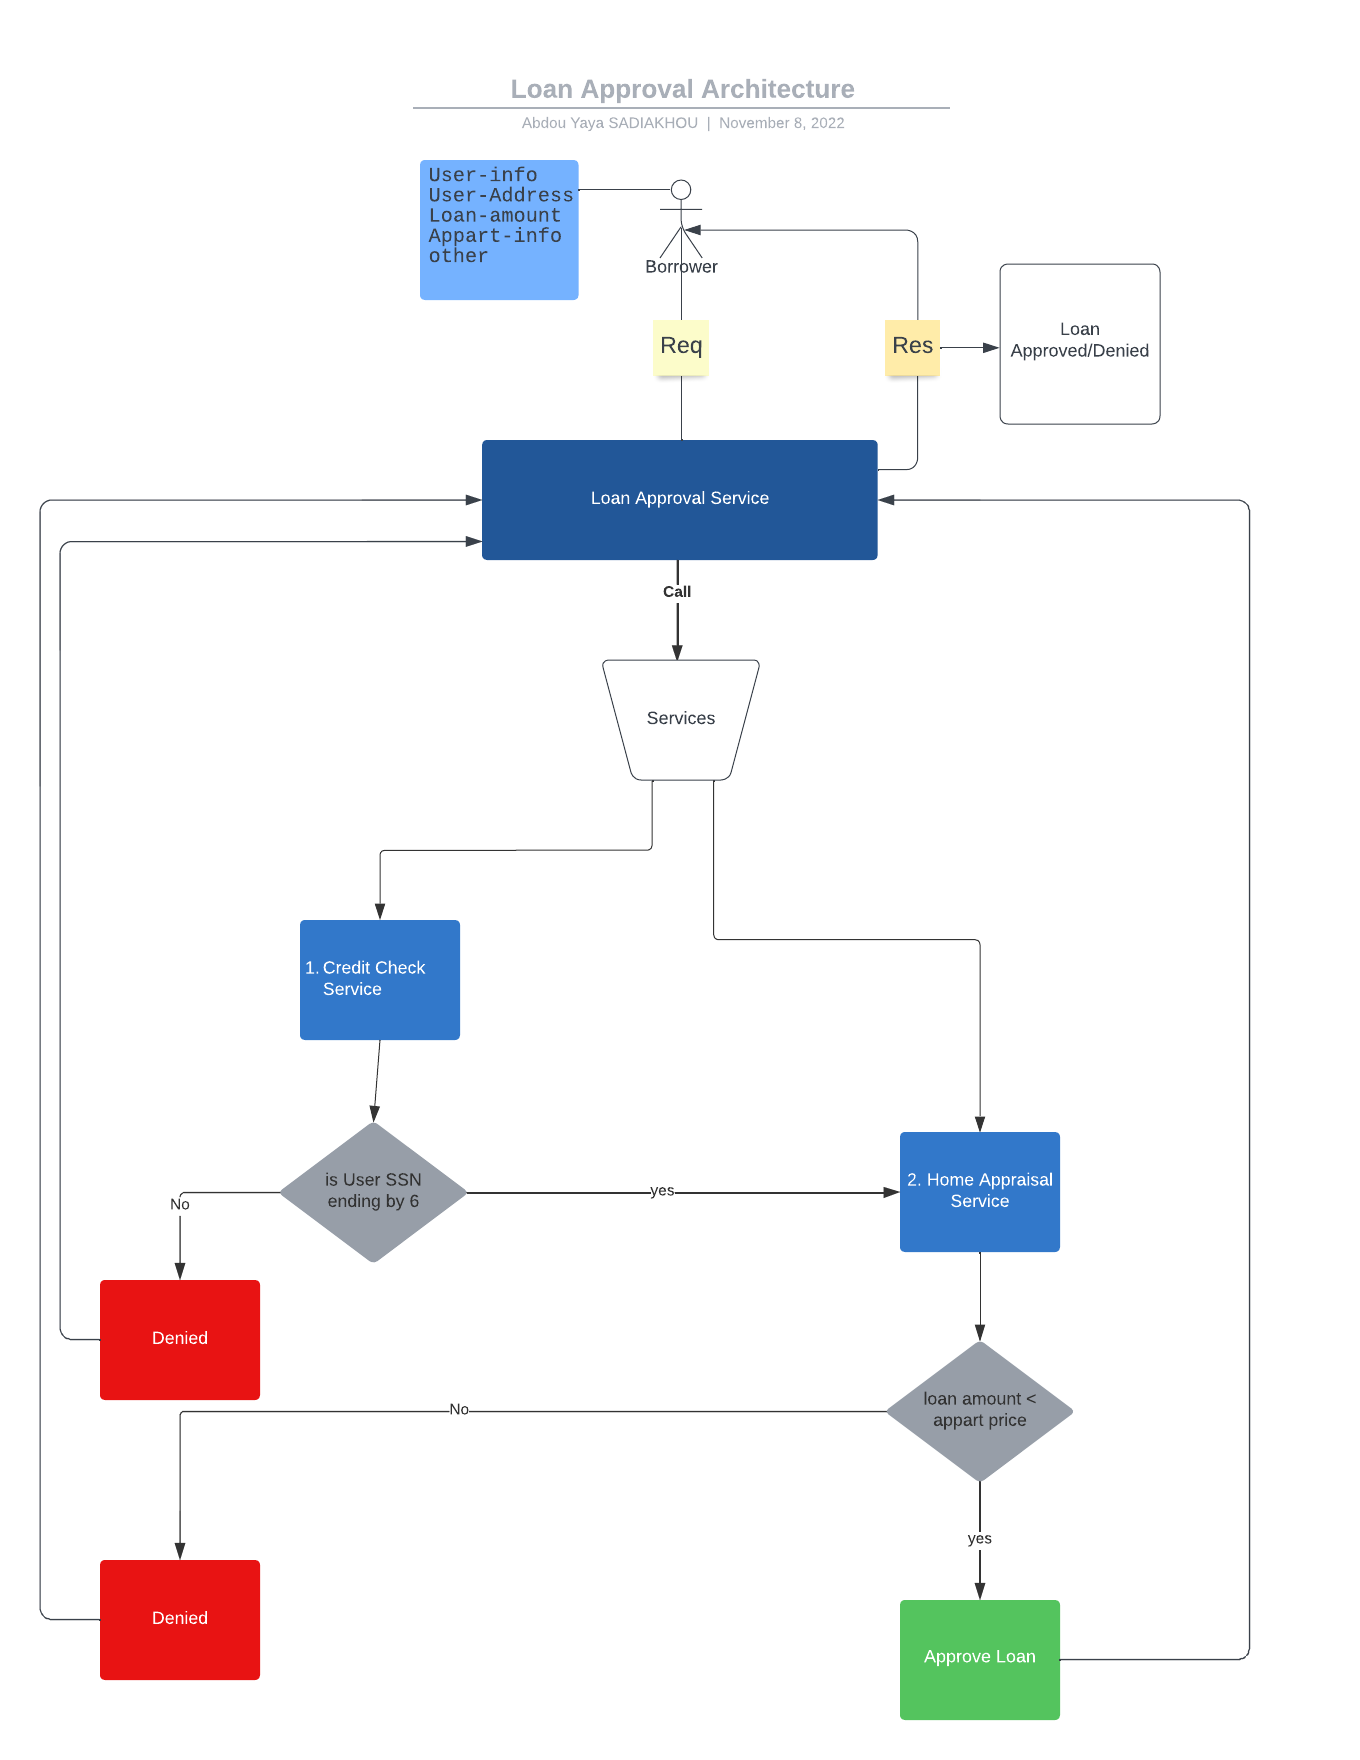 Loan Approval Architecture
Abdou Yaya SADIAKHOU | November 8, 2022
User-info
User-Address
Loan-amount
Appart-info
other
Borrower
Req
Res
Loan
Approved/Denied
Loan Approval Service
Call
Services
1. Credit Check
Service
is User SSN
ending by 6
No
yes
2. Home Appraisal
Service
Denied
loan amount <
appart price
No
yes
Denied
Approve Loan